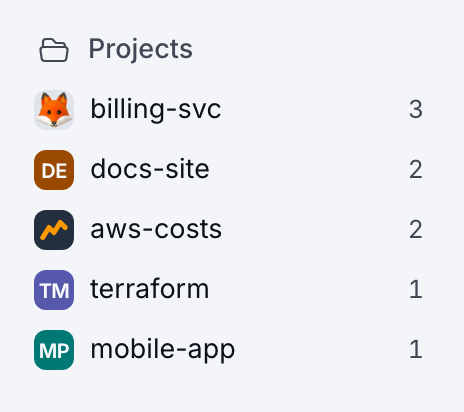 Projects
billing-svc 3
DE docs-site 2
aws-costs 2
TM terraform 1
MP mobile-app 1